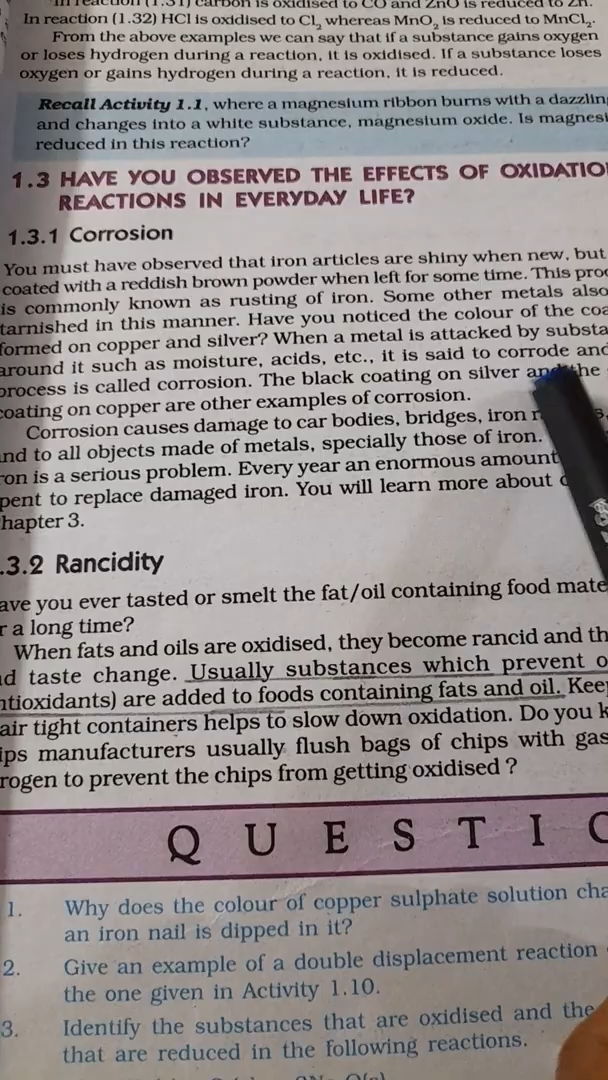 In reaction (1.31) carbon is oxidised to CO and ZnO is reduced to Zn.
In reaction (1.32) HCl is oxidised to Cl₂ whereas MnO₂ is reduced to MnCl₂.
From the above examples we can say that if a substance gains oxygen
or loses hydrogen during a reaction, it is oxidised. If a substance loses
oxygen or gains hydrogen during a reaction, it is reduced.
Recall Activity 1.1, where a magnesium ribbon burns with a dazzling
and changes into a white substance, magnesium oxide. Is magnesi
reduced in this reaction?
1.3 HAVE YOU OBSERVED THE EFFECTS OF OXIDATIO
REACTIONS IN EVERYDAY LIFE?
1.3.1 Corrosion
You must have observed that iron articles are shiny when new, but
coated with a reddish brown powder when left for some time. This proc
is commonly known as rusting of iron. Some other metals also
tarnished in this manner. Have you noticed the colour of the coa
formed on copper and silver? When a metal is attacked by substa
around it such as moisture, acids, etc., it is said to corrode and
process is called corrosion. The black coating on silver and the
coating on copper are other examples of corrosion.
Corrosion causes damage to car bodies, bridges, iron
nd to all objects made of metals, specially those of iron.
ron is a serious problem. Every year an enormous amount
pent to replace damaged iron. You will learn more about
hapter 3.
.3.2 Rancidity
ave you ever tasted or smelt the fat/oil containing food mate
r a long time?
When fats and oils are oxidised, they become rancid and th
d taste change. Usually substances which prevent o
ntioxidants) are added to foods containing fats and oil. Keep
air tight containers helps to slow down oxidation. Do you k
ips manufacturers usually flush bags of chips with gas
rogen to prevent the chips from getting oxidised ?
Q U E S T I O
1. Why does the colour of copper sulphate solution cha
an iron nail is dipped in it?
2. Give an example of a double displacement reaction
the one given in Activity 1.10.
3. Identify the substances that are oxidised and the
that are reduced in the following reactions.